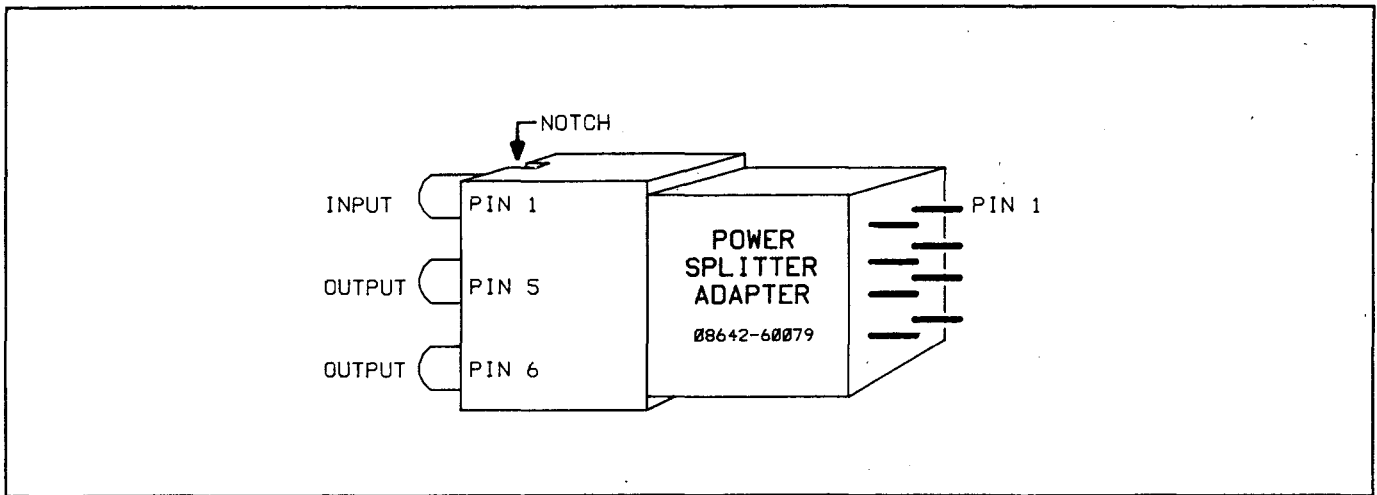 NOTCH
INPUT
PIN 1
PIN 1
OUTPUT
PIN 5
OUTPUT
PIN 6
POWER
SPLITTER
ADAPTER
Ø8642-6ØØ79